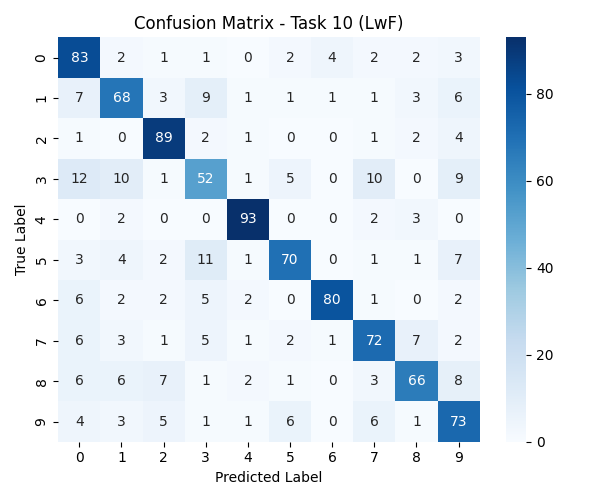 Confusion Matrix - Task 10 (LwF)
0 83 2 1 1 0 2 4 2 2 3
1 7 68 3 9 1 1 1 1 3 6
2 1 0 89 2 1 0 0 1 2 4
3 12 10 1 52 1 5 0 10 0 9
4 0 2 0 0 93 0 0 2 3 0
5 3 4 2 11 1 70 0 1 1 7
6 6 2 2 5 2 0 80 1 0 2
7 6 3 1 5 1 2 1 72 7 2
8 6 6 7 1 2 1 0 3 66 8
9 4 3 5 1 1 6 0 6 1 73
0 1 2 3 4 5 6 7 8 9
Predicted Label
True Label
80
60
40
20
0